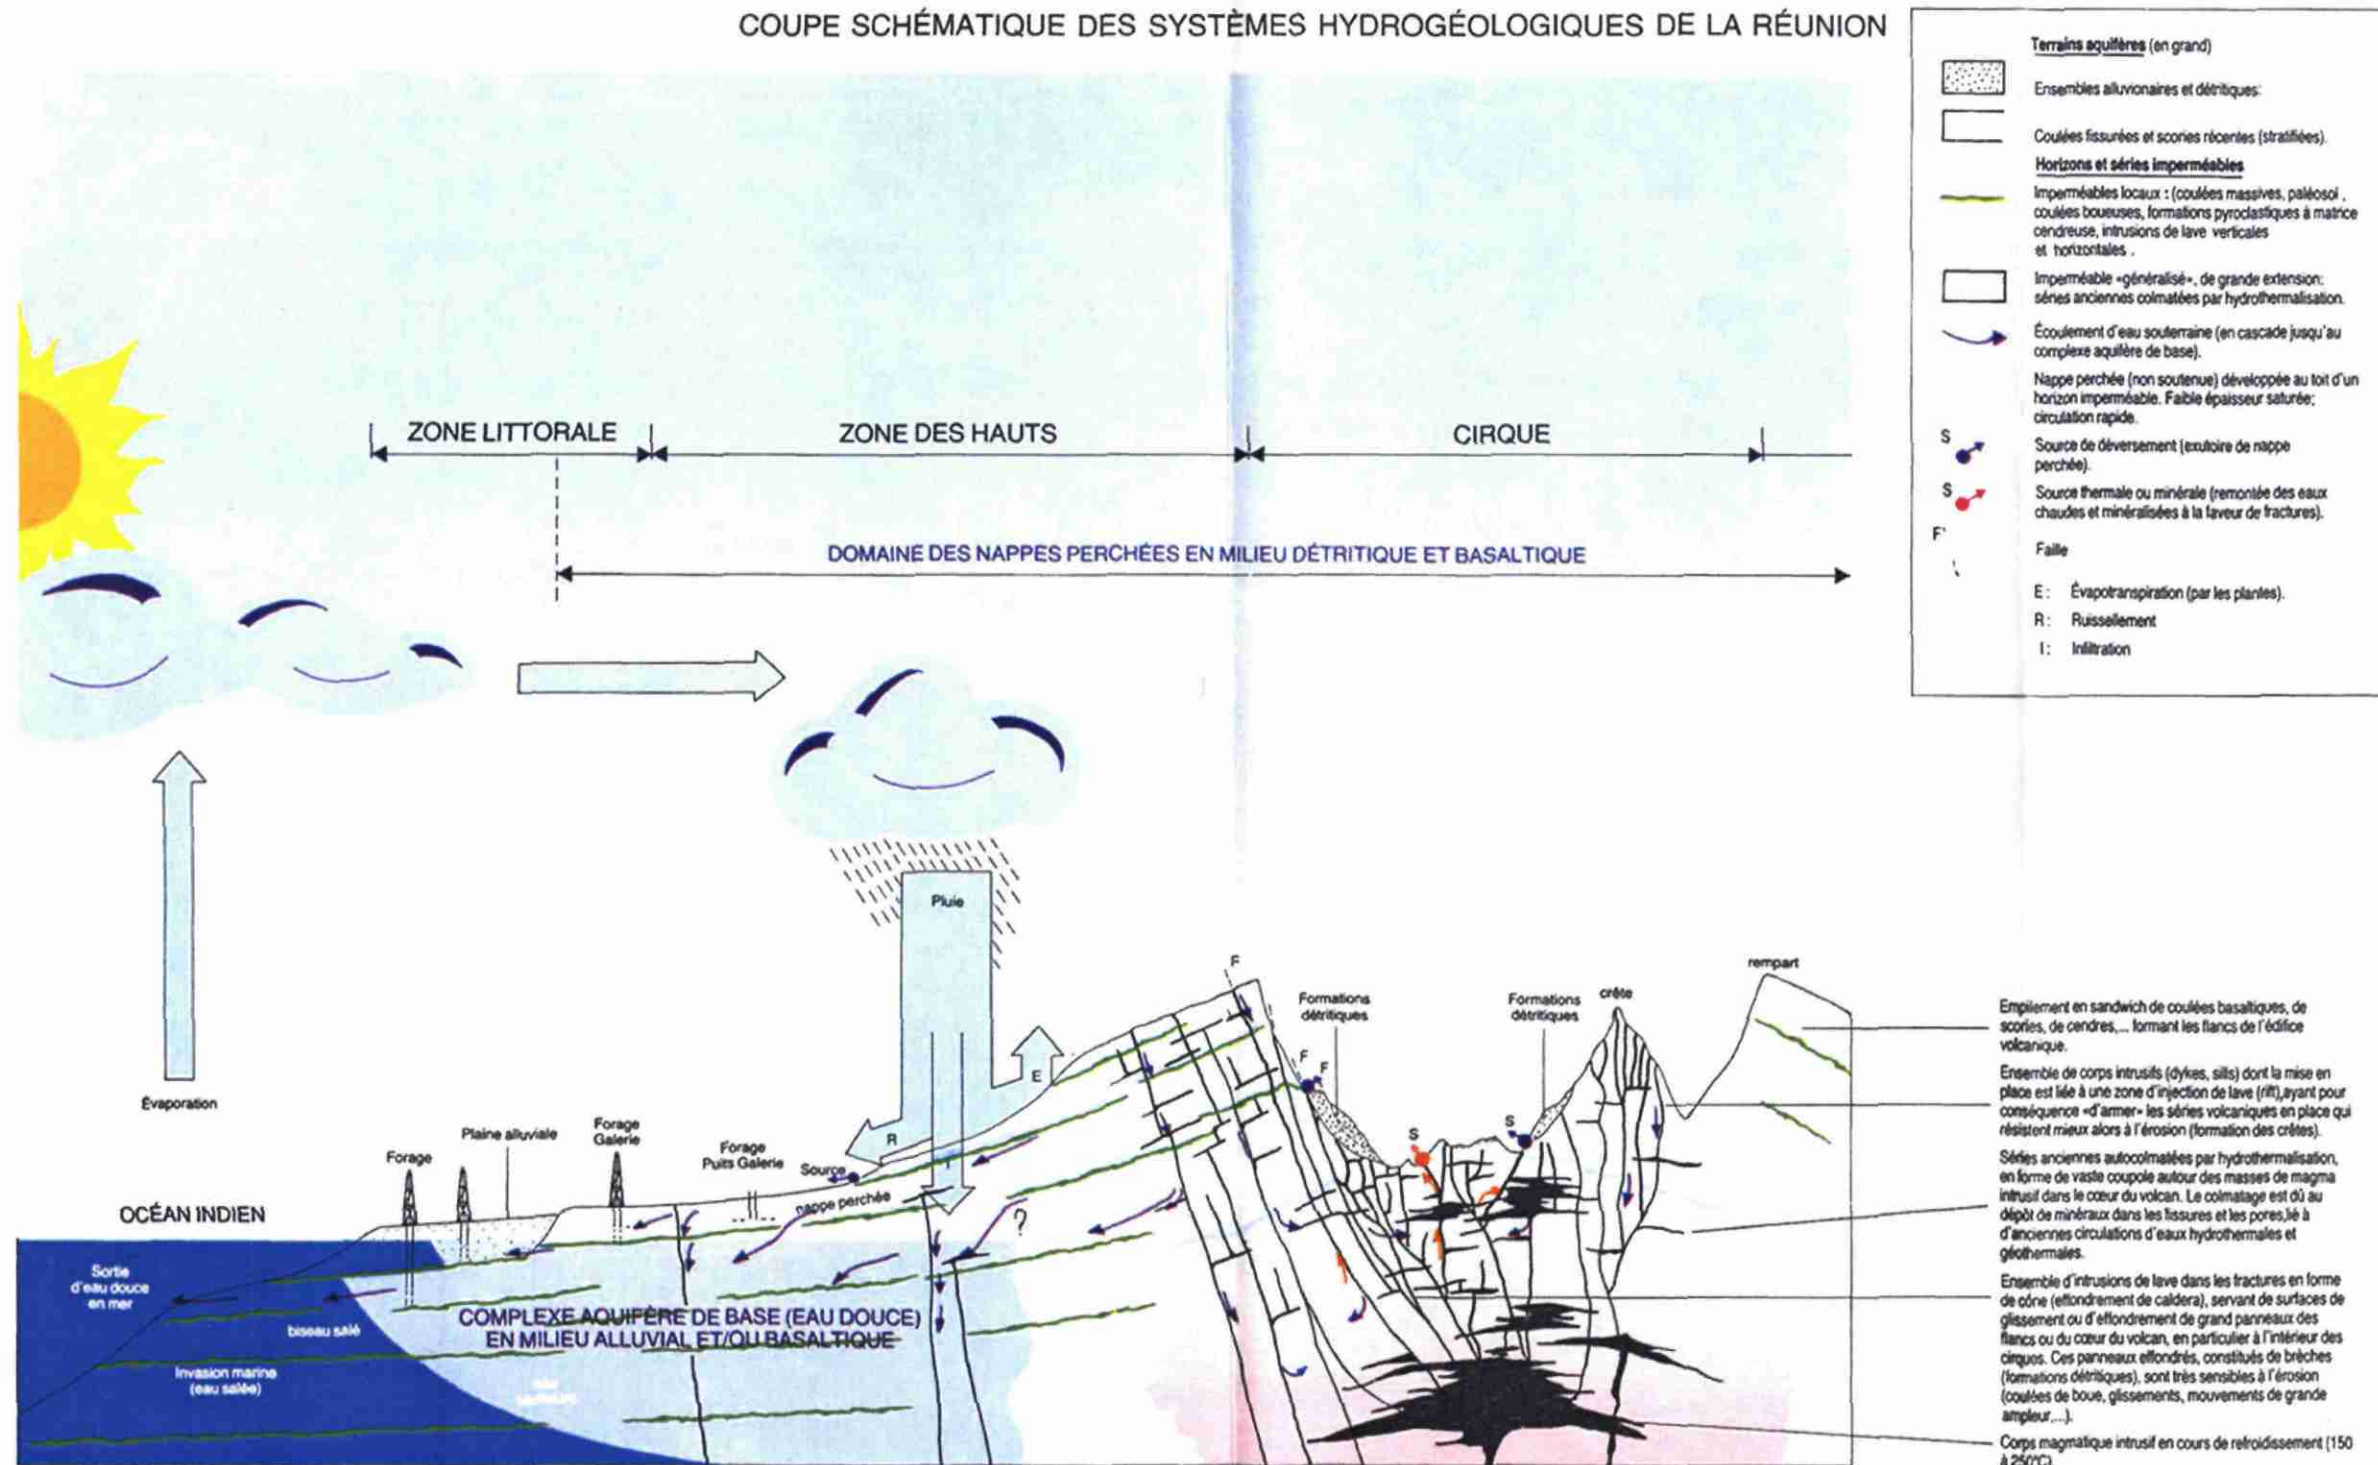 COUPE SCHÉMATIQUE DES SYSTÈMES HYDROGÉOLOGIQUES DE LA RÉUNION
Terrains aquifères (en grand)
Ensembles alluvionaires et détritiques:
Coulées fissurées et scories récentes (stratifiées).
Horizons et séries imperméables
Imperméables locaux : (coulées massives, paléosol,
coulées boueuses, formations pyroclastiques à matrice
cendreuse, intrusions de lave verticales
et horizontales .
Imperméable «généralisé», de grande extension:
séries anciennes colmatées par hydrothermalisation.
Écoulement d'eau souterraine (en cascade jusqu'au
complexe aquifère de base).
Nappe perchée (non soutenue) développée au toit d'un
horizon imperméable. Faible épaisseur saturée;
circulation rapide.
S
Source de déversement (exutoire de nappe
perchée).
S
Source thermale ou minérale (remontée des eaux
chaudes et minéralisées à la faveur de fractures).
F
Faille
E : Évapotranspiration (par les plantes).
R : Ruissellement
I : Infiltration
ZONE LITTORALE
ZONE DES HAUTS
CIRQUE
DOMAINE DES NAPPES PERCHÉES EN MILIEU DÉTRITIQUE ET BASALTIQUE
Pluie
Évaporation
E
R
I
F
F
F
Formations
détritiques
Formations
détritiques
crête
rempart
S
S
Plaine alluviale
Forage
Forage
Galerie
Forage
Puits Galerie
Source
nappe perchée
?
OCÉAN INDIEN
Sortie
d'eau douce
en mer
biseau salé
Invasion marine
(eau salée)
COMPLEXE AQUIFÈRE DE BASE (EAU DOUCE)
EN MILIEU ALLUVIAL ET/OU BASALTIQUE
Empilement en sandwich de coulées basaltiques, de
scories, de cendres,... formant les flancs de l'édifice
volcanique.
Ensemble de corps intrusifs (dykes, sills) dont la mise en
place est liée à une zone d'injection de lave (rift),ayant pour
conséquence «d'armer» les séries volcaniques en place qui
résistent mieux alors à l'érosion (formation des crêtes).
Séries anciennes autocolmatées par hydrothermalisation,
en forme de vaste coupole autour des masses de magma
intrusif dans le cœur du volcan. Le colmatage est dû au
dépôt de minéraux dans les fissures et les pores,lié à
d'anciennes circulations d'eaux hydrothermales et
géothermales.
Ensemble d'intrusions de lave dans les fractures en forme
de cône (effondrement de caldera), servant de surfaces de
glissement ou d'effondrement de grand panneaux des
flancs ou du cœur du volcan, en particulier à l'intérieur des
cirques. Ces panneaux effondrés, constitués de brèches
(formations détritiques), sont très sensibles à l'érosion
(coulées de boue, glissements, mouvements de grande
ampleur,...).
Corps magmatique intrusif en cours de refroidissement (150
à 250°C)